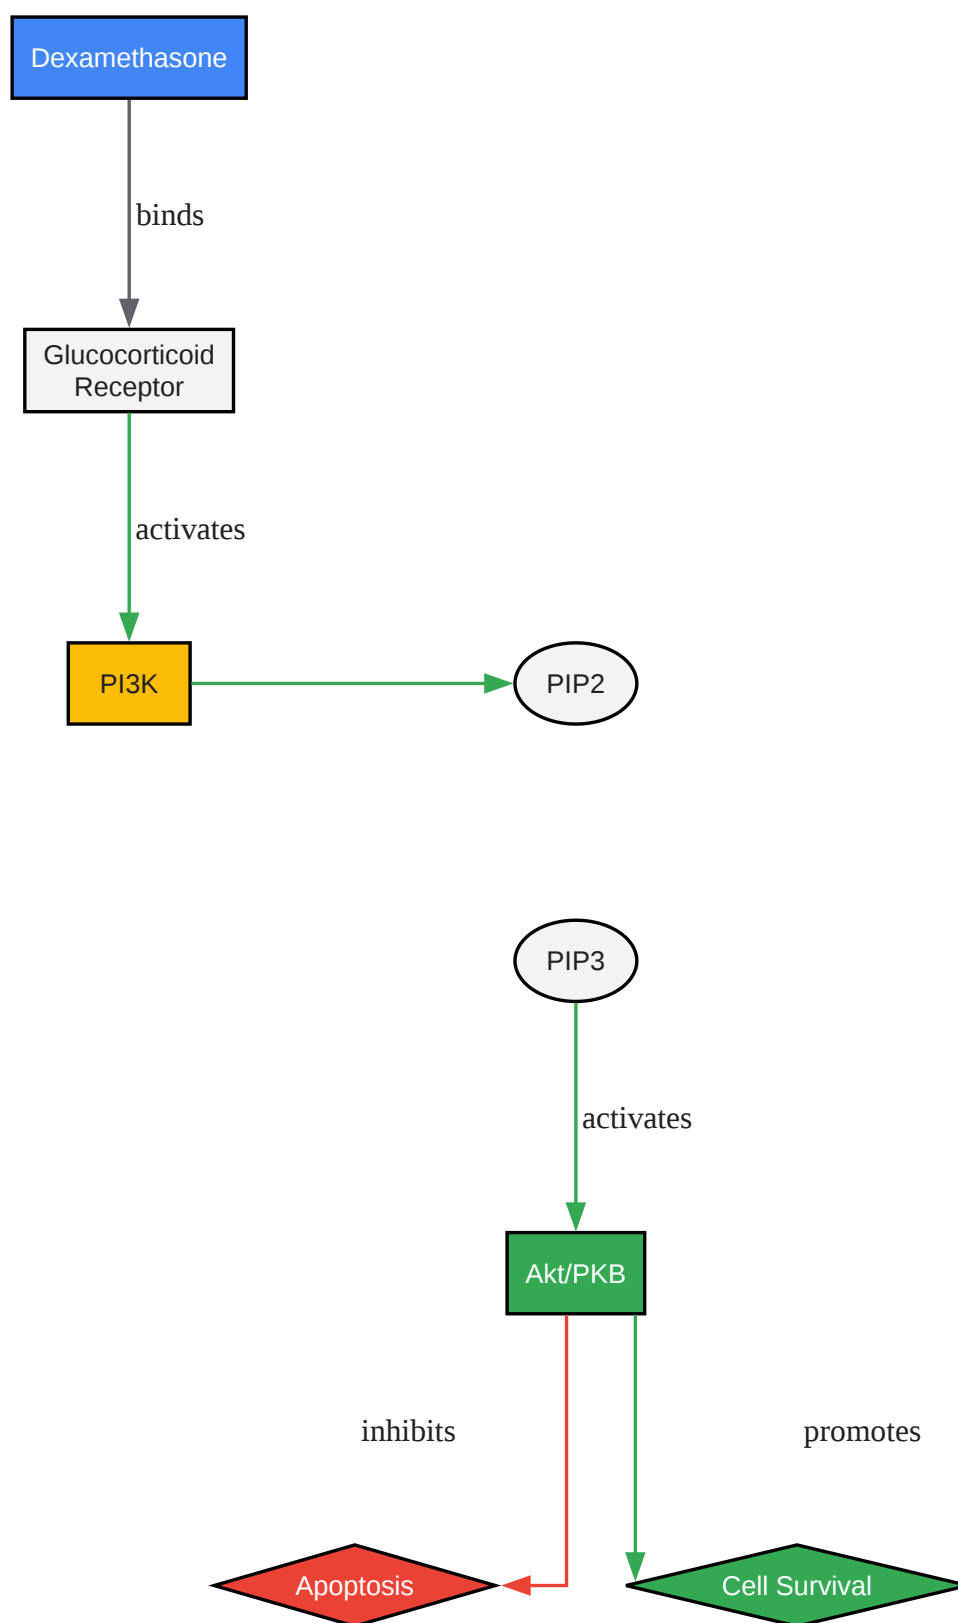 Dexamethasone
binds
Glucocorticoid
Receptor
activates
PI3K
PIP2
PIP3
activates
Akt/PKB
inhibits
promotes
Apoptosis
Cell Survival